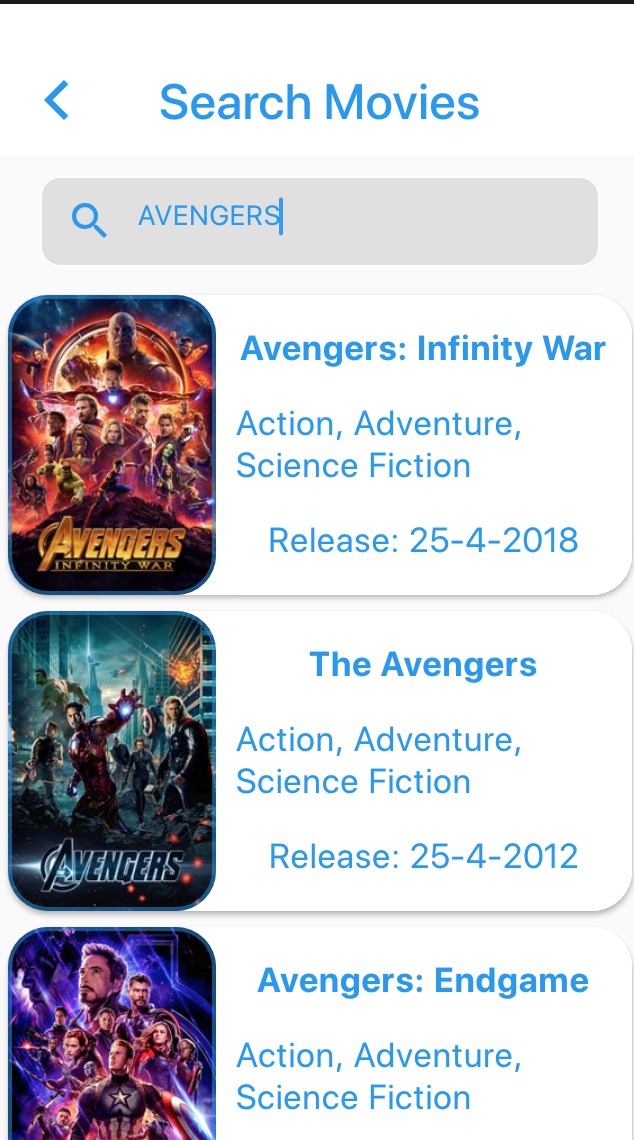 Search Movies
AVENGERS
Avengers: Infinity War
Action, Adventure,
Science Fiction
Release: 25-4-2018
AVENGERS
INFINITY WAR
The Avengers
Action, Adventure,
Science Fiction
Release: 25-4-2012
AVENGERS
Avengers: Endgame
Action, Adventure,
Science Fiction